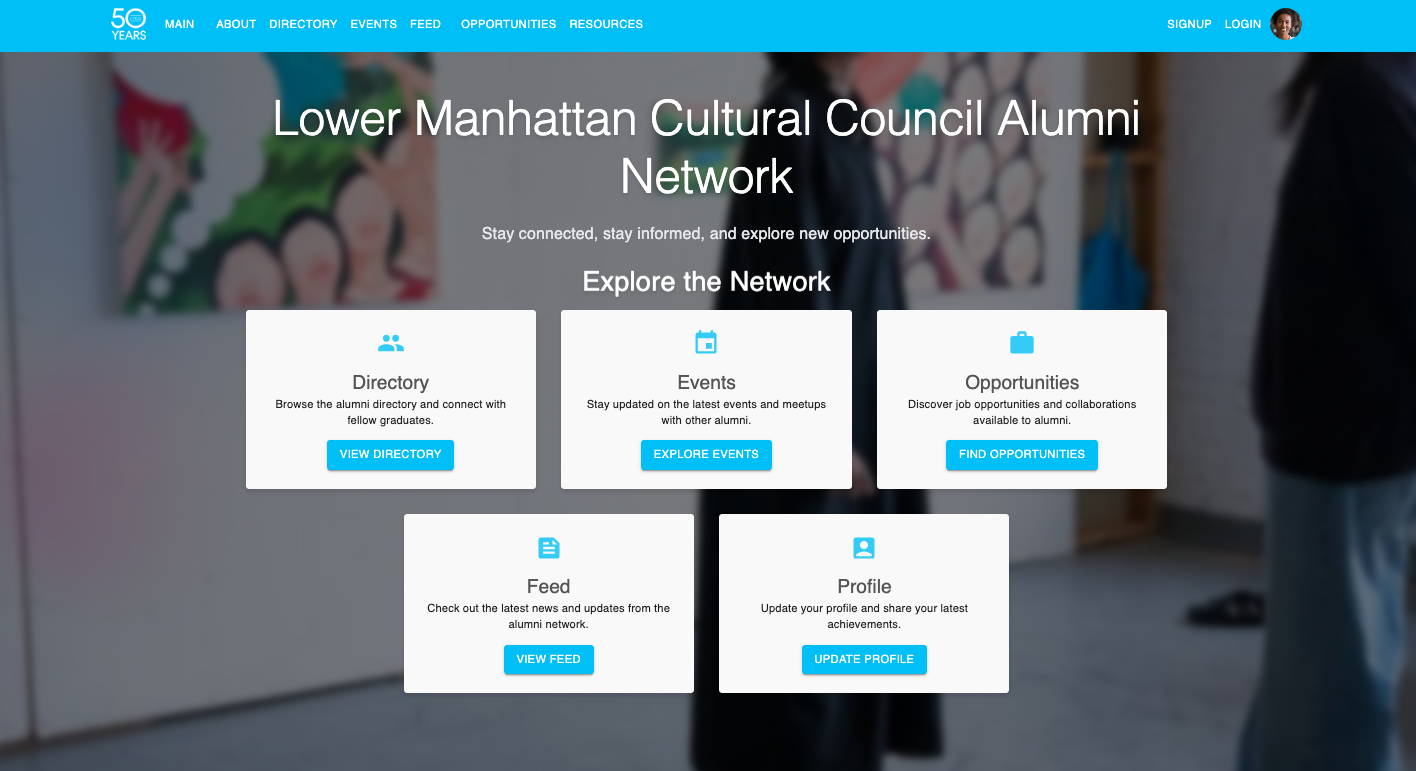 50
YEARS
MAIN ABOUT DIRECTORY EVENTS FEED OPPORTUNITIES RESOURCES SIGNUP LOGIN
Lower Manhattan Cultural Council Alumni
Network
Stay connected, stay informed, and explore new opportunities.
Explore the Network
Directory
Browse the alumni directory and connect with
fellow graduates.
VIEW DIRECTORY
Events
Stay updated on the latest events and meetups
with other alumni.
EXPLORE EVENTS
Opportunities
Discover job opportunities and collaborations
available to alumni.
FIND OPPORTUNITIES
Feed
Check out the latest news and updates from the
alumni network.
VIEW FEED
Profile
Update your profile and share your latest
achievements.
UPDATE PROFILE